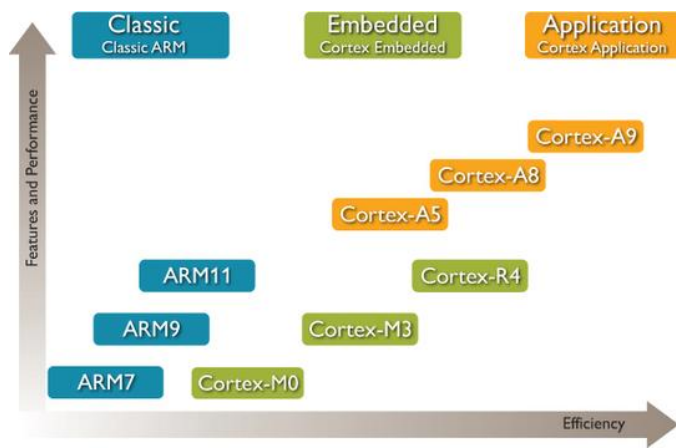 Classic
Classic ARM
Embedded
Cortex Embedded
Application
Cortex Application
Features and Performance
Cortex-A9
Cortex-A8
Cortex-A5
ARM11
Cortex-R4
ARM9
Cortex-M3
ARM7
Cortex-M0
Efficiency